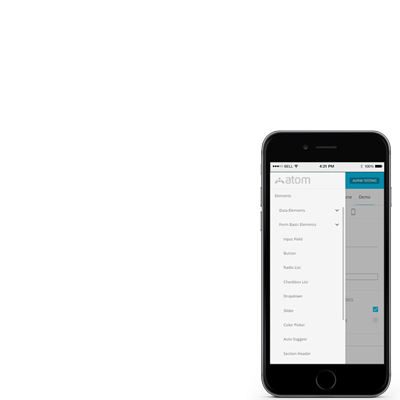 BELL 4:21 PM 100%
atom
ALPHA TESTING
Elements
Demo
Data Elements
Form Basic Elements
Input Field
Button
Radio List
Checkbox List
Dropdown
Slider
Color Picker
Auto Suggest
Section Header